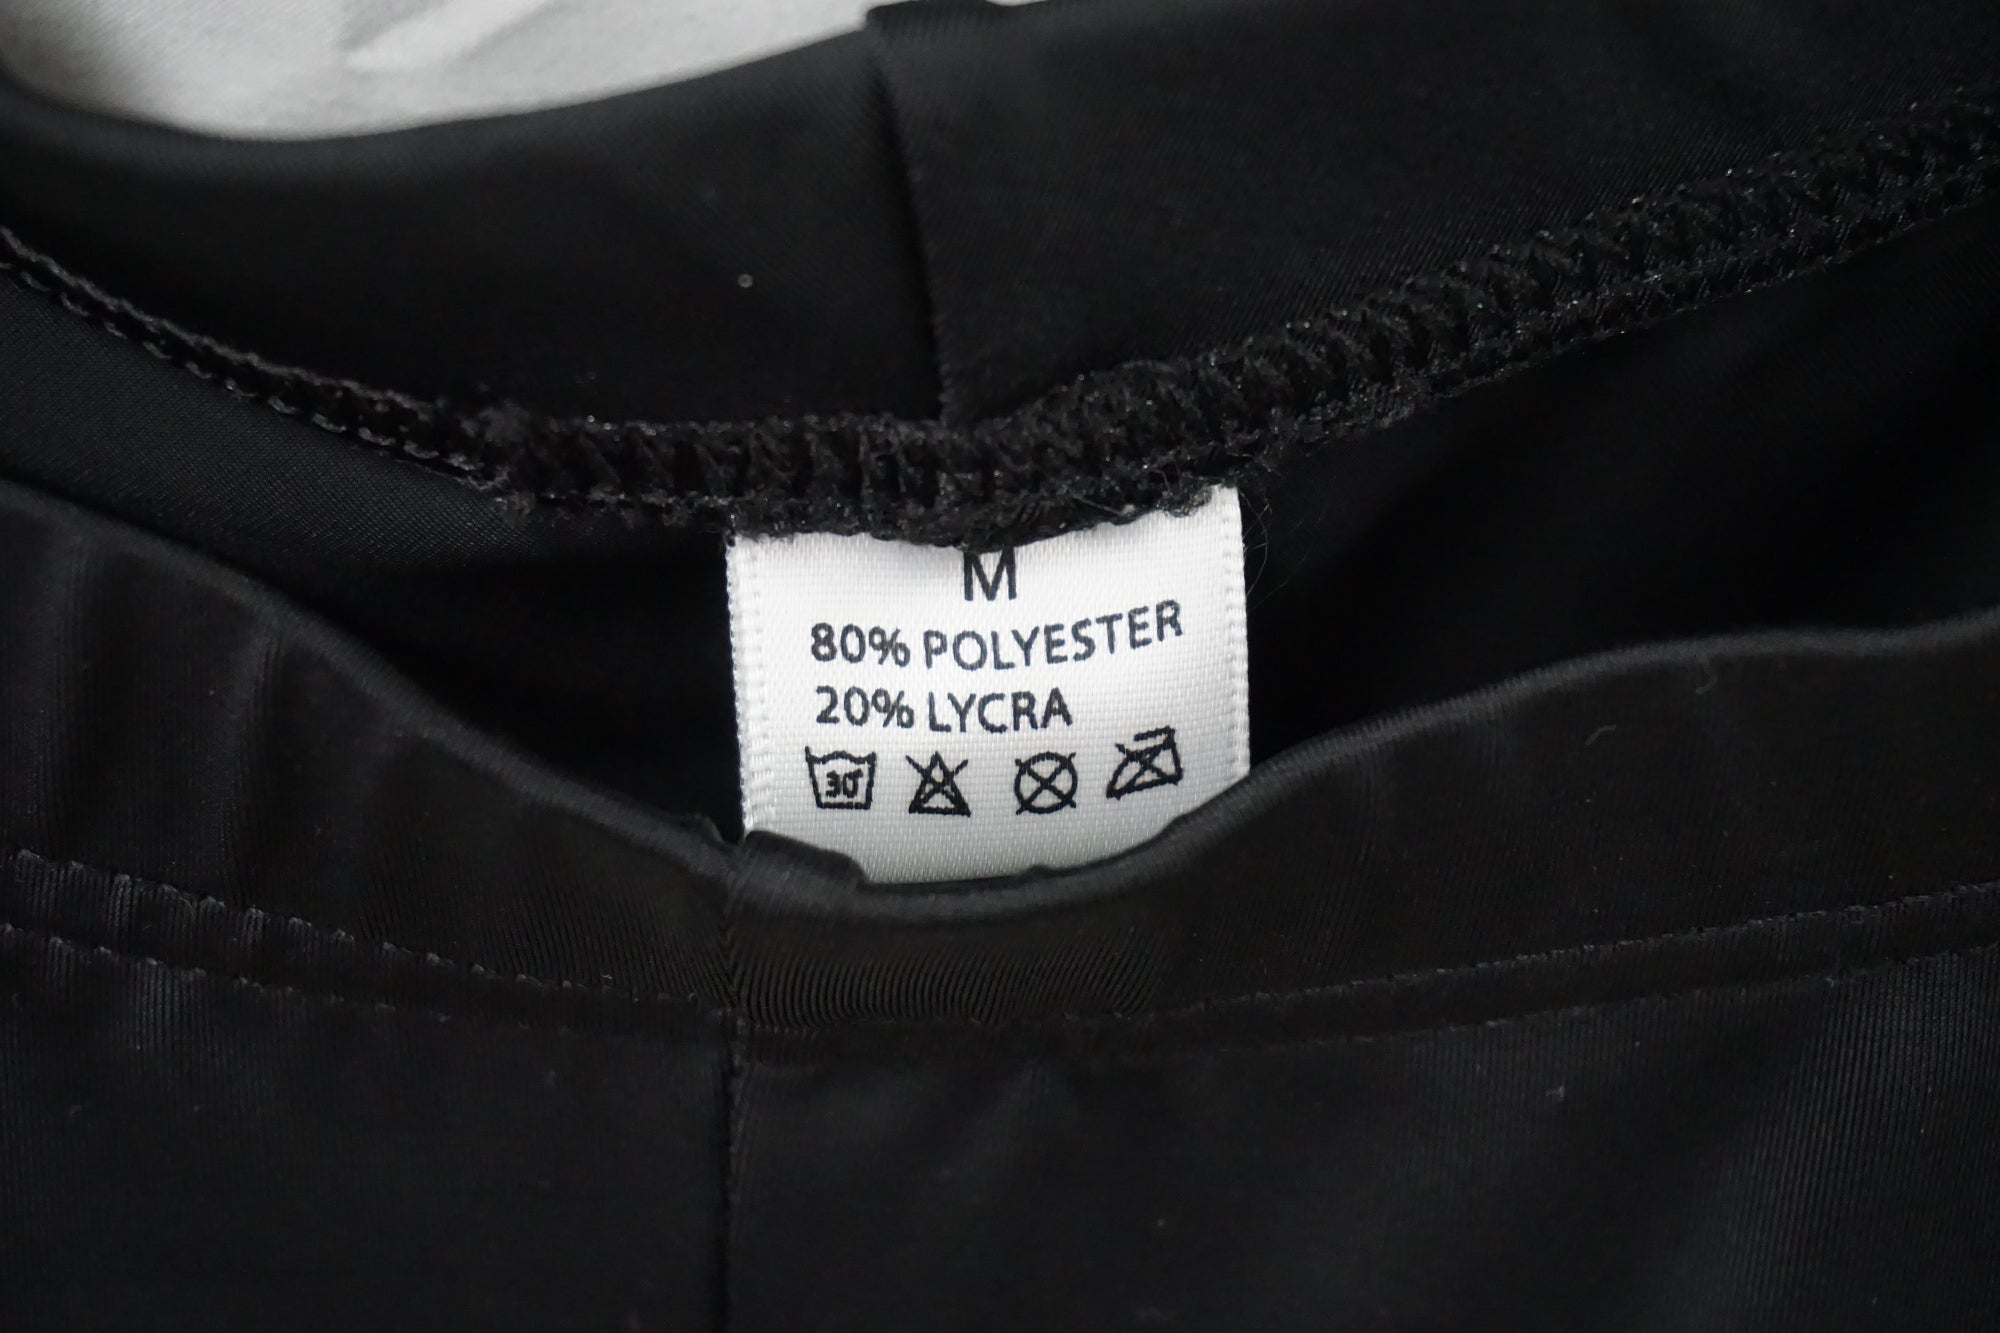 M
80% POLYESTER
20% LYCRA
30°